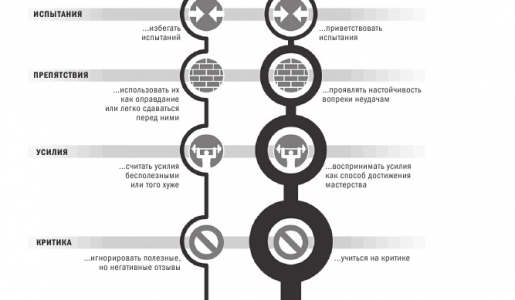 ИСПЫТАНИЯ
...избегать
испытаний
...приветствовать
испытания
ПРЕПЯТСТВИЯ
...использовать их
как оправдание
или легко сдаваться
перед ними
...проявлять настойчивость
вопреки неудачам
УСИЛИЯ
...считать усилия
бесполезными
или того хуже
...воспринимать усилия
как способ достижения
мастерства
КРИТИКА
...игнорировать полезные,
но негативные отзывы
...учиться на критике